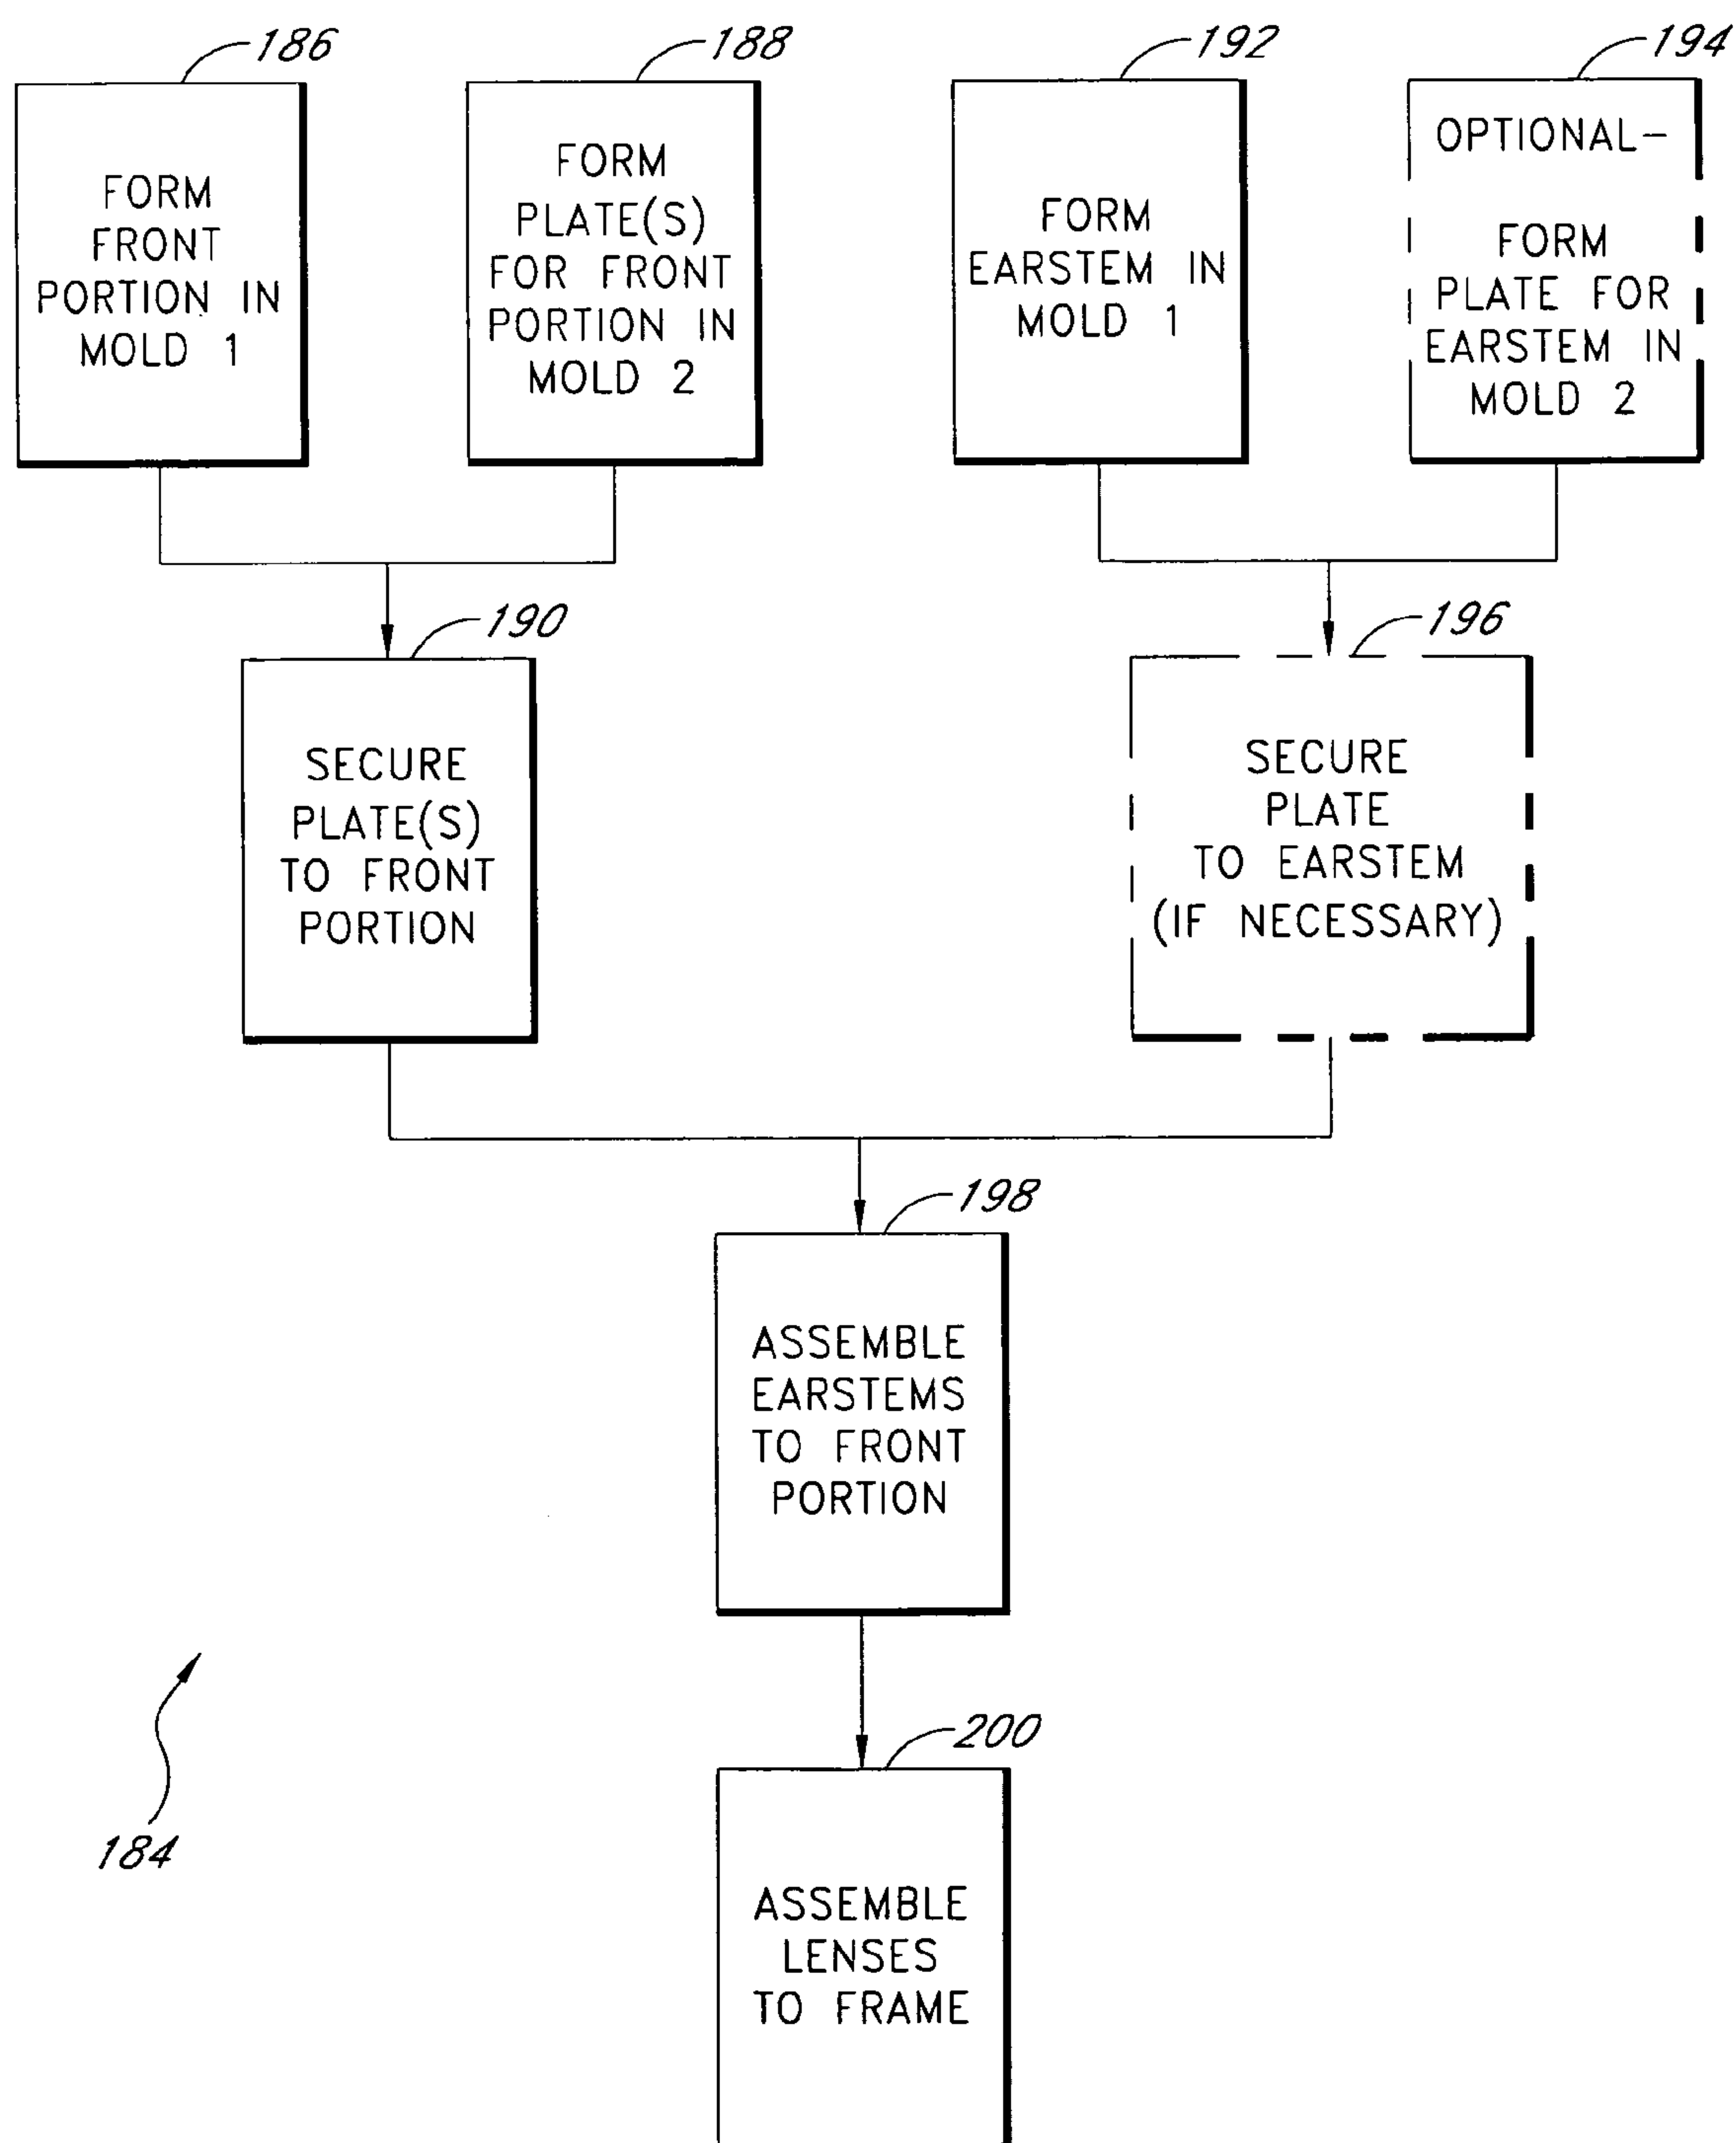 186
FORM
FRONT
PORTION IN
MOLD 1
188
FORM
PLATE(S)
FOR FRONT
PORTION IN
MOLD 2
192
FORM
EARSTEM IN
MOLD 1
194
OPTIONAL-
FORM
PLATE FOR
EARSTEM IN
MOLD 2
190
SECURE
PLATE(S)
TO FRONT
PORTION
196
SECURE
PLATE
TO EARSTEM
(IF NECESSARY)
198
ASSEMBLE
EARSTEMS
TO FRONT
PORTION
184
200
ASSEMBLE
LENSES
TO FRAME